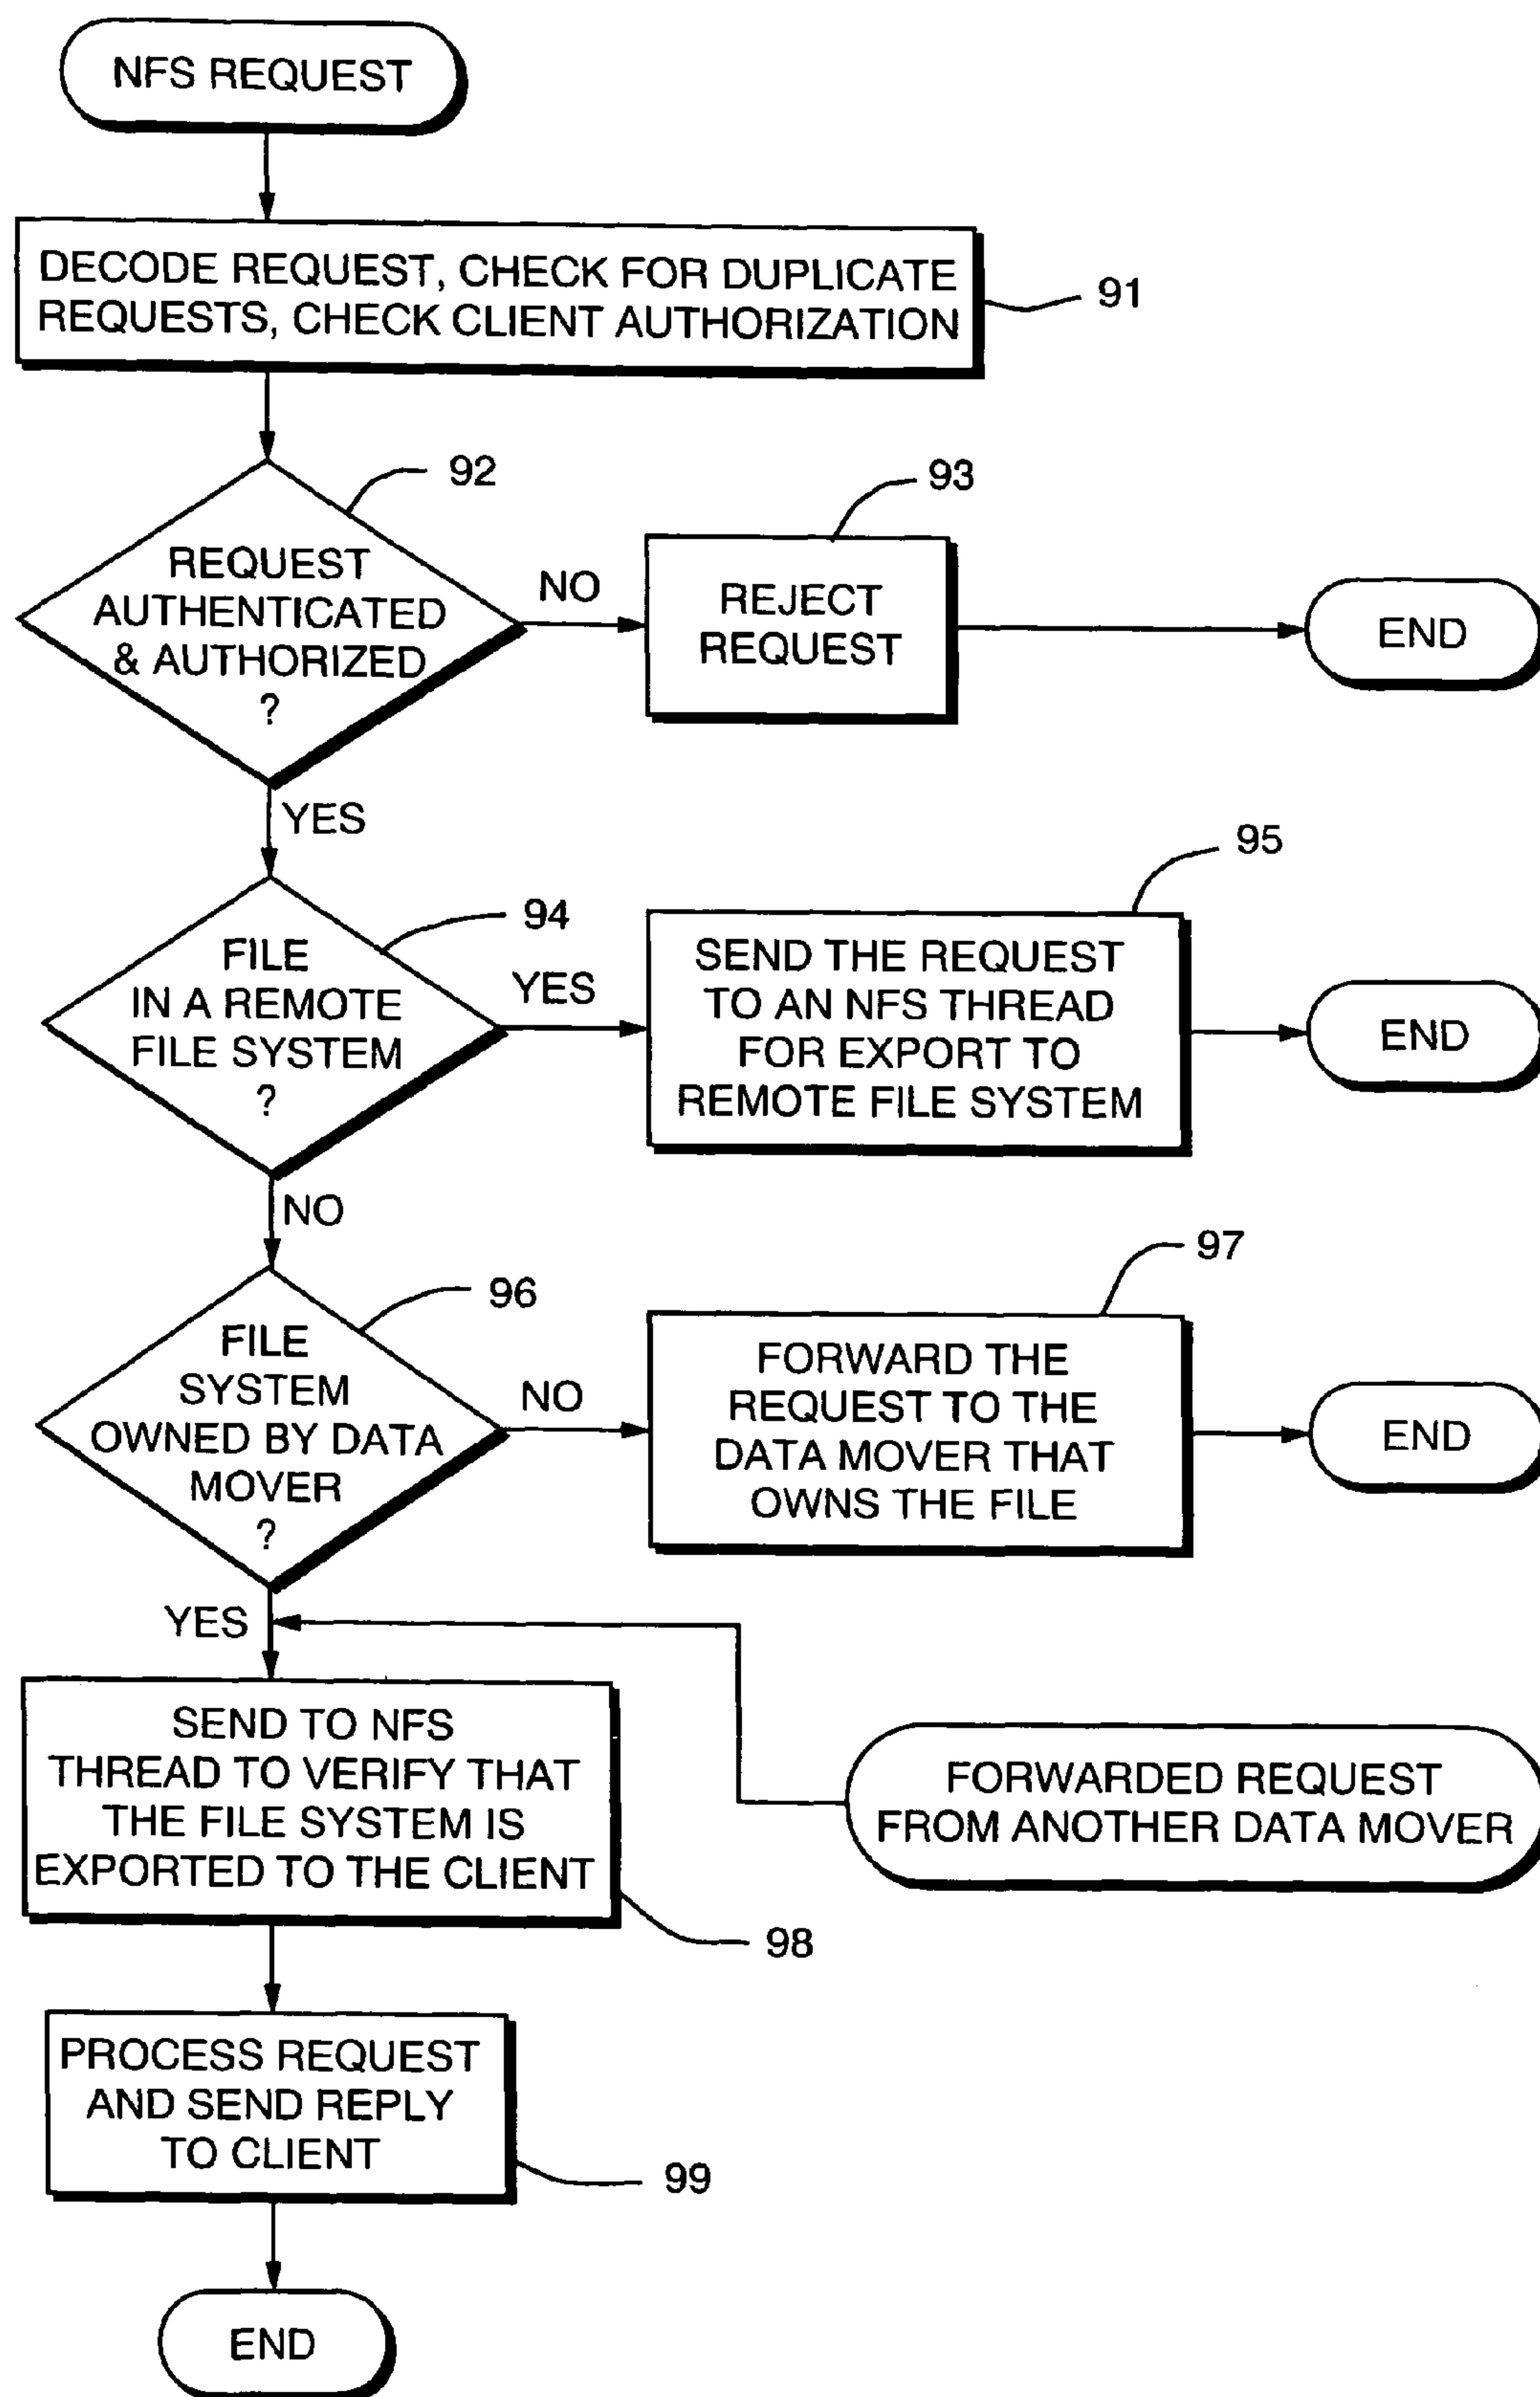 NFS REQUEST
DECODE REQUEST, CHECK FOR DUPLICATE
REQUESTS, CHECK CLIENT AUTHORIZATION
91
92
REQUEST
AUTHENTICATED
& AUTHORIZED
?
NO
93
REJECT
REQUEST
END
YES
94
FILE
IN A REMOTE
FILE SYSTEM
?
YES
95
SEND THE REQUEST
TO AN NFS THREAD
FOR EXPORT TO
REMOTE FILE SYSTEM
END
NO
96
FILE
SYSTEM
OWNED BY DATA
MOVER
?
NO
97
FORWARD THE
REQUEST TO THE
DATA MOVER THAT
OWNS THE FILE
END
YES
SEND TO NFS
THREAD TO VERIFY THAT
THE FILE SYSTEM IS
EXPORTED TO THE CLIENT
98
FORWARDED REQUEST
FROM ANOTHER DATA MOVER
PROCESS REQUEST
AND SEND REPLY
TO CLIENT
99
END